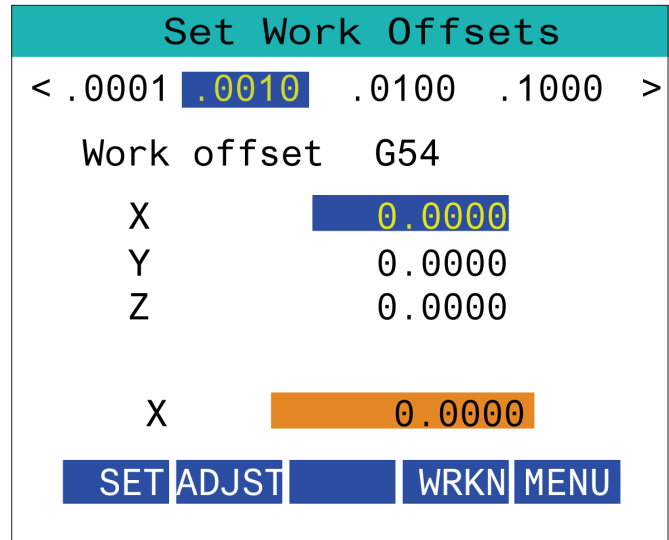 Set Work Offsets
< .0001 .0010 .0100 .1000 >
Work offset G54
X 0.0000
Y 0.0000
Z 0.0000
X 0.0000
SET ADJST WRKN MENU